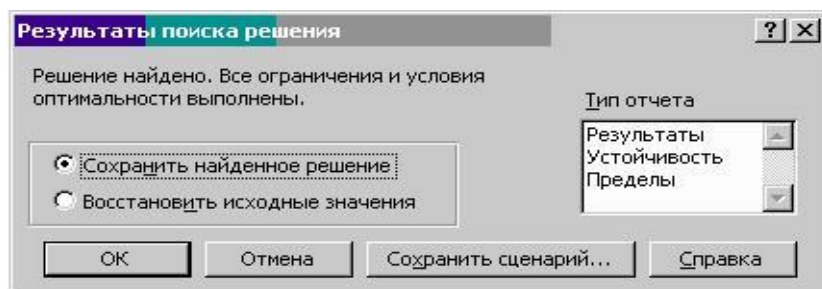 Результаты поиска решения
Решение найдено. Все ограничения и условия
оптимальности выполнены.
Тип отчета
Результаты
Устойчивость
Пределы
Сохранить найденное решение
Восстановить исходные значения
ОК
Отмена
Сохранить сценарий...
Справка